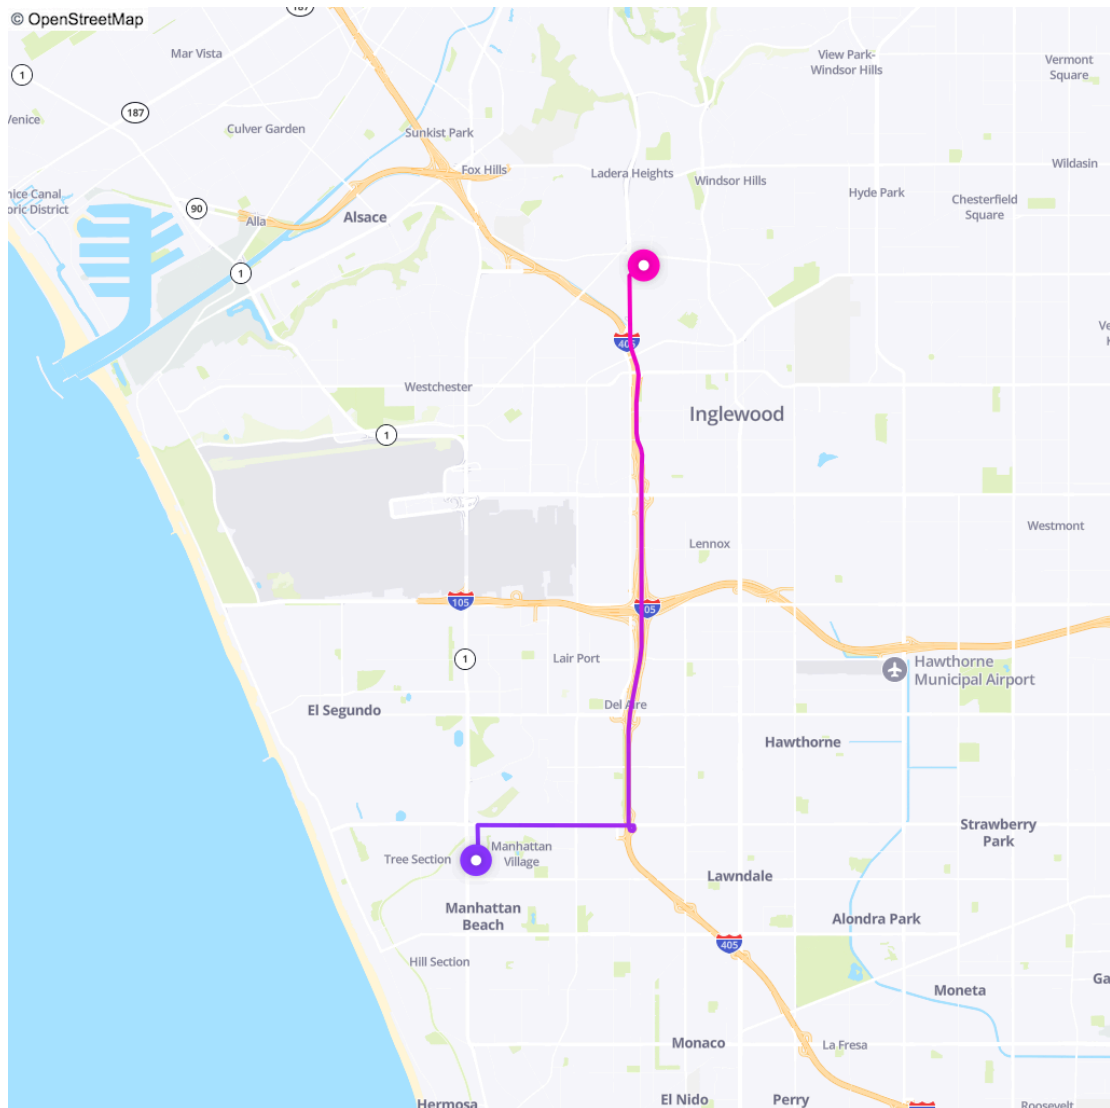 © OpenStreetMap
187
Mar Vista
View Park-
Windsor Hills
Vermont
Square
1
187
Venice
Culver Garden
Sunkist Park
Fox Hills
Ladera Heights
Windsor Hills
Wildasin
Hyde Park
Chesterfield
Square
nice Canal
oric District
90
Alla
Alsace
1
405
Westchester
Inglewood
1
Westmont
Lennox
105
05
1
Lair Port
Hawthorne
Municipal Airport
El Segundo
Del Aire
Hawthorne
Strawberry
Park
Tree Section
Manhattan
Village
Lawndale
Manhattan
Beach
Alondra Park
405
Hill Section
Moneta
Ga
Monaco
La Fresa
Hermosa
El Nido
Perry
Roosevelt